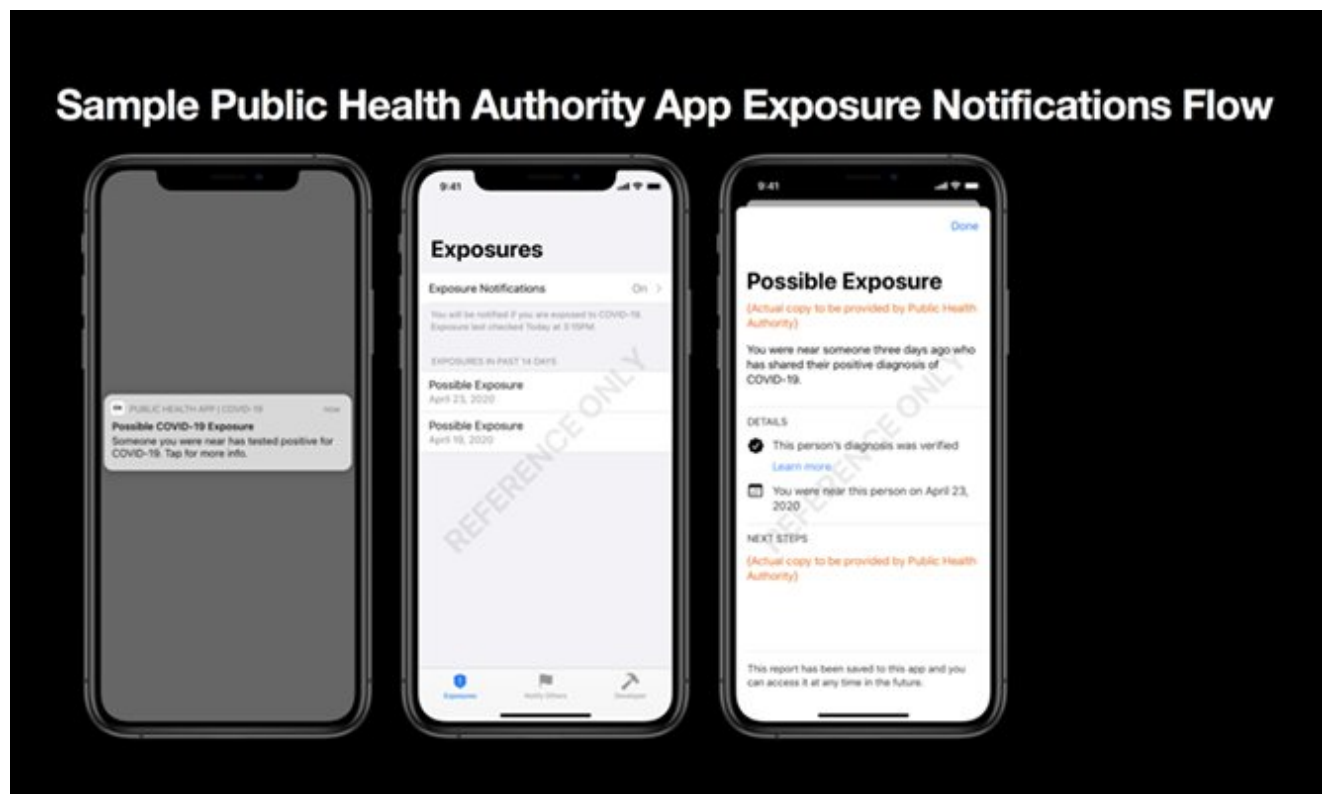 Sample Public Health Authority App Exposure Notifications Flow
PUBLIC HEALTH APP | COVID-19 now
Possible COVID-19 Exposure
Someone you were near has tested positive for
COVID-19. Tap for more info.
9:41
Exposures
Exposure Notifications On
You will be notified if you are exposed to COVID-19.
Exposure last checked Today at 3:15PM.
EXPOSURES IN PAST 14 DAYS
Possible Exposure
April 23, 2020
Possible Exposure
April 19, 2020
REFERENCE ONLY
Exposures Notify Others Developer
9:41
Done
Possible Exposure
{Actual copy to be provided by Public Health
Authority}
You were near someone three days ago who
has shared their positive diagnosis of
COVID-19.
DETAILS
This person's diagnosis was verified
Learn more
You were near this person on April 23,
2020
NEXT STEPS
{Actual copy to be provided by Public Health
Authority}
REFERENCE ONLY
This report has been saved to this app and you
can access it at any time in the future.